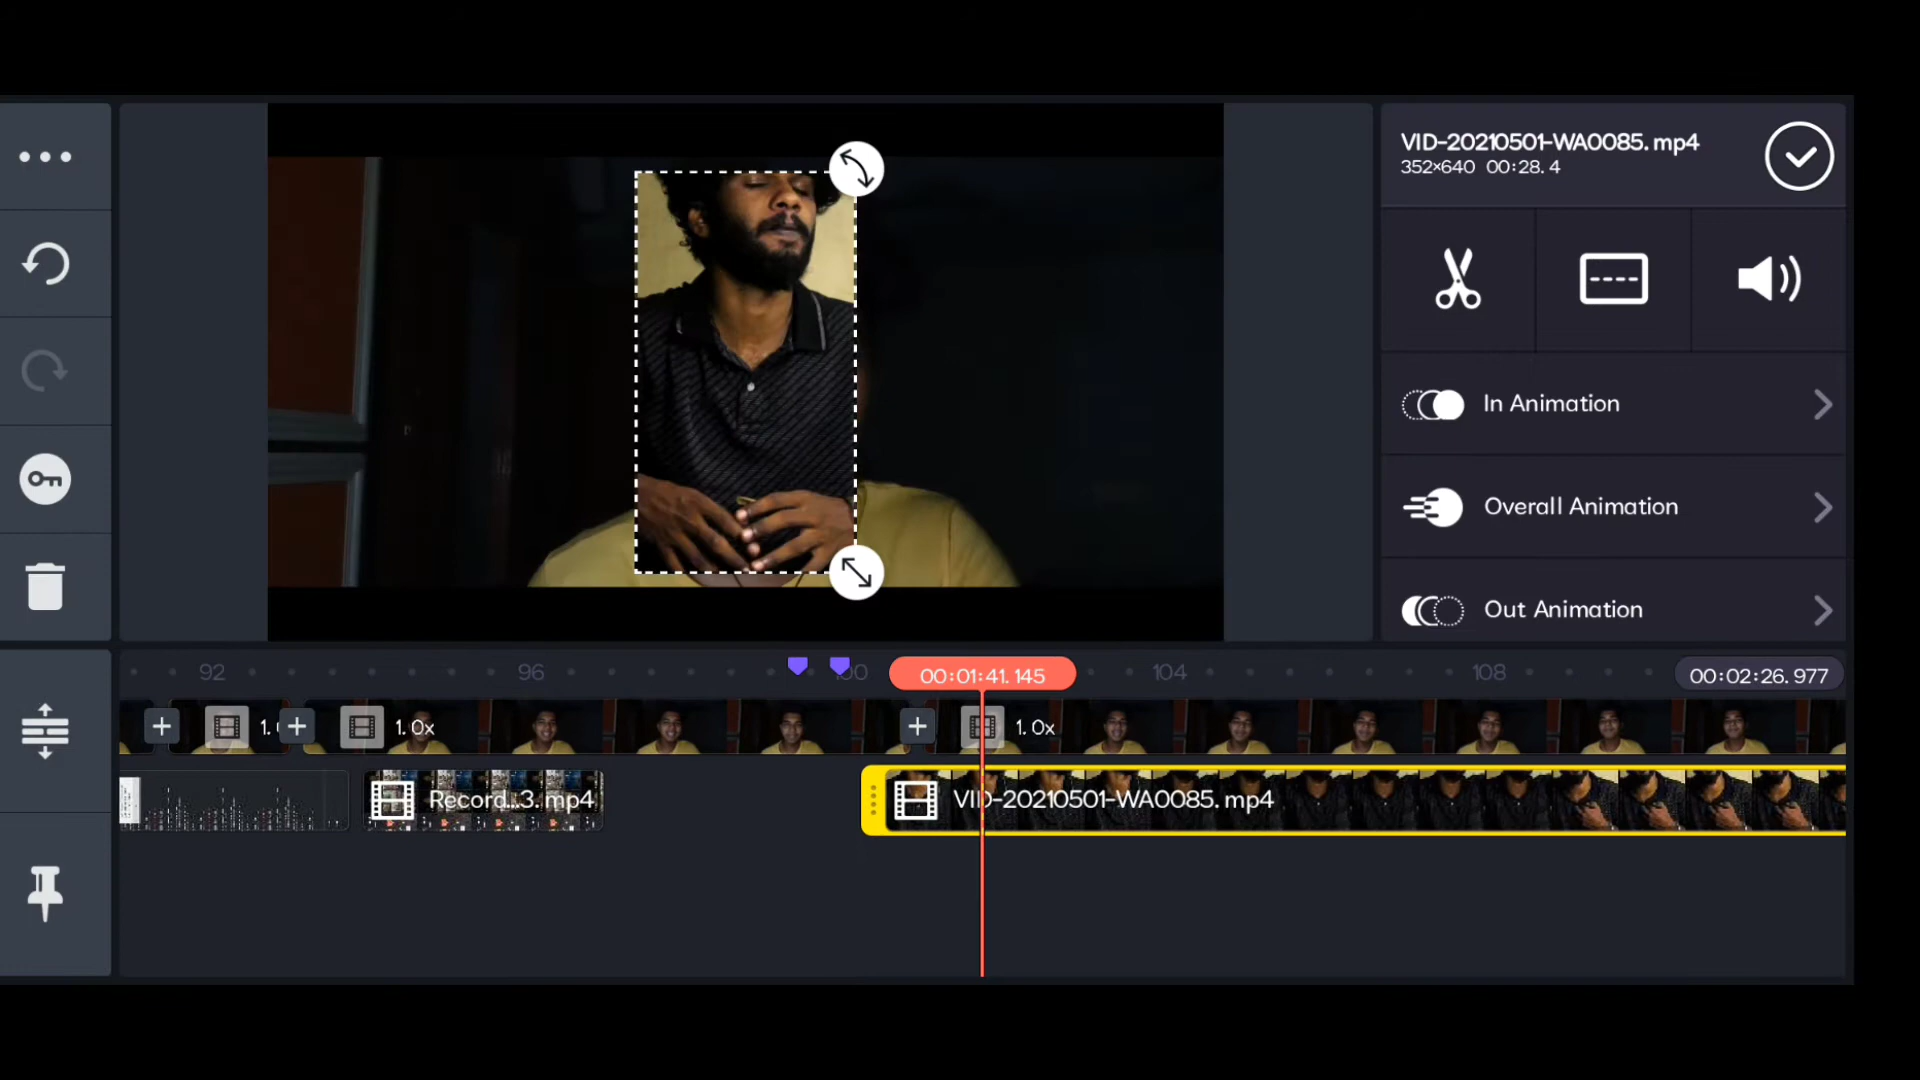 VID-20210501-WA0085.mp4
352×640 00:28.4
In Animation
Overall Animation
Out Animation
92
96
00:01:41.145
104
108
00:02:26.977
1.0x
1.0x
Record...3.mp4
VID-20210501-WA0085.mp4